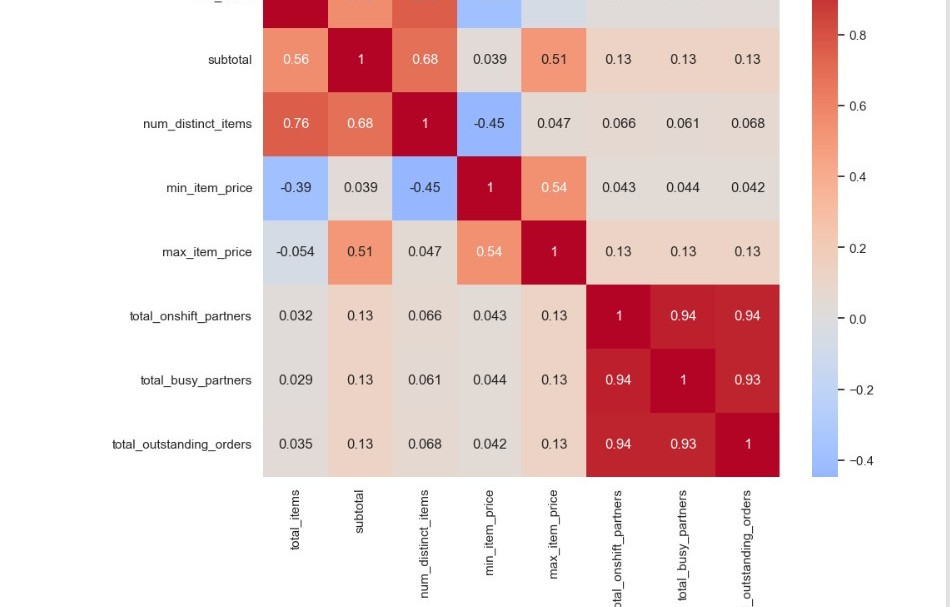 0.8
subtotal 0.56 1 0.68 0.039 0.51 0.13 0.13 0.13
0.6
num_distinct_items 0.76 0.68 1 -0.45 0.047 0.066 0.061 0.068
0.4
min_item_price -0.39 0.039 -0.45 1 0.54 0.043 0.044 0.042
0.2
max_item_price -0.054 0.51 0.047 0.54 1 0.13 0.13 0.13
total_onshift_partners 0.032 0.13 0.066 0.043 0.13 1 0.94 0.94
0.0
total_busy_partners 0.029 0.13 0.061 0.044 0.13 0.94 1 0.93
−0.2
total_outstanding_orders 0.035 0.13 0.068 0.042 0.13 0.94 0.93 1
−0.4
total_items
subtotal
num_distinct_items
min_item_price
max_item_price
otal_onshift_partners
total_busy_partners
_outstanding_orders